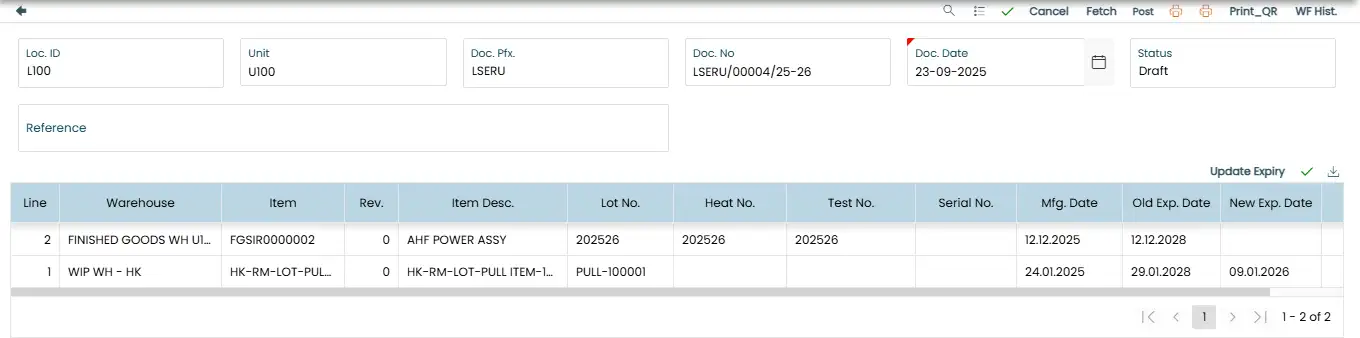 Cancel Fetch Post Print_QR WF Hist.
Loc. ID Unit Doc. Pfx. Doc. No Doc. Date Status
L100 U100 LSERU LSERU/00004/25-26 23-09-2025 Draft
Reference
Update Expiry
Line Warehouse Item Rev. Item Desc. Lot No. Heat No. Test No. Serial No. Mfg. Date Old Exp. Date New Exp. Date
2 FINISHED GOODS WH U1... FGSIR0000002 0 AHF POWER ASSY 202526 202526 202526 12.12.2025 12.12.2028
1 WIP WH - HK HK-RM-LOT-PUL... 0 HK-RM-LOT-PULL ITEM-1... PULL-100001 24.01.2025 29.01.2028 09.01.2026
1 1 - 2 of 2